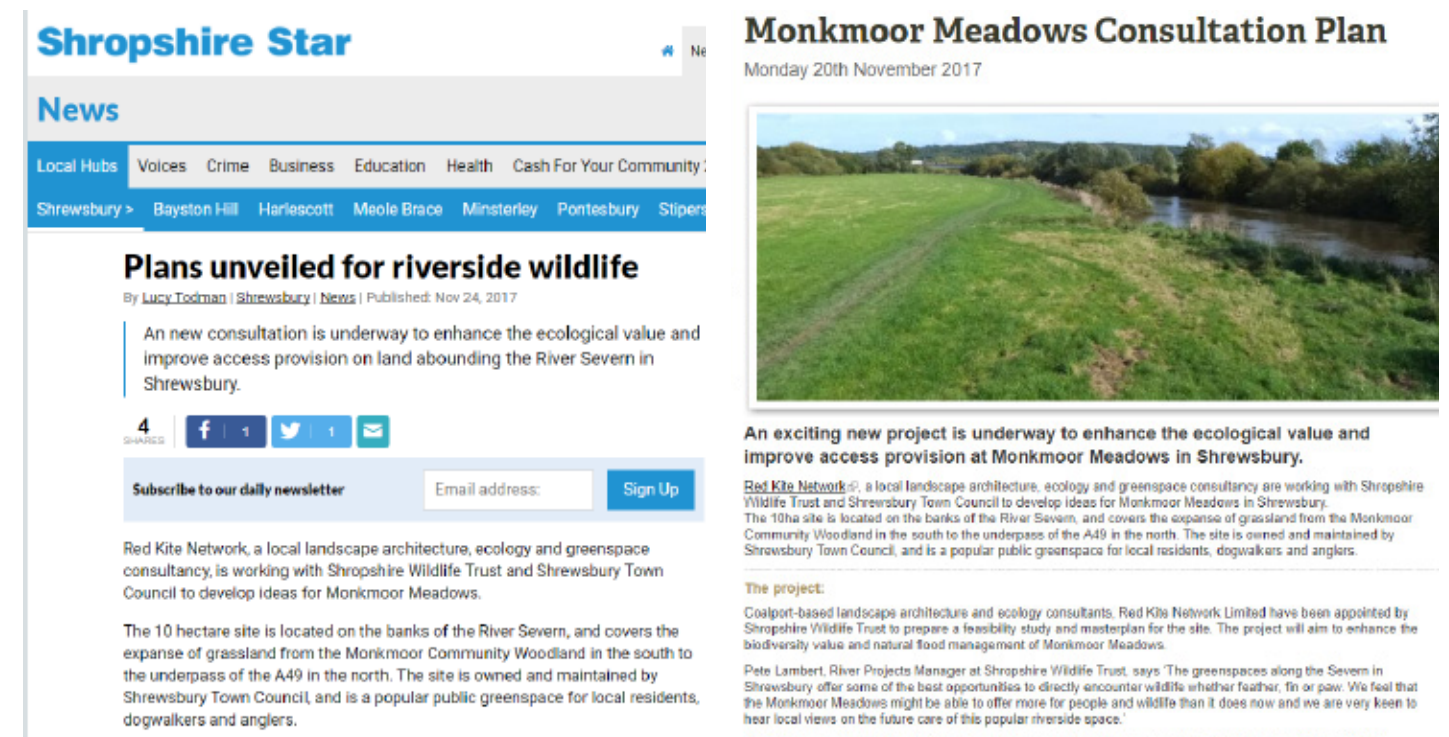 Shropshire Star
Ne
News
Local Hubs Voices Crime Business Education Health Cash For Your Community
Shrewsbury > Bayston Hill Harlescott Meole Brace Minsterley Pontesbury Stipers
Plans unveiled for riverside wildlife
By Lucy Todman | Shrewsbury | News | Published: Nov 24, 2017
An new consultation is underway to enhance the ecological value and
improve access provision on land abounding the River Severn in
Shrewsbury.
4
SHARES
1 1
Subscribe to our daily newsletter Email address: Sign Up
Red Kite Network, a local landscape architecture, ecology and greenspace
consultancy, is working with Shropshire Wildlife Trust and Shrewsbury Town
Council to develop ideas for Monkmoor Meadows.
The 10 hectare site is located on the banks of the River Severn, and covers the
expanse of grassland from the Monkmoor Community Woodland in the south to
the underpass of the A49 in the north. The site is owned and maintained by
Shrewsbury Town Council, and is a popular public greenspace for local residents,
dogwalkers and anglers.
Monkmoor Meadows Consultation Plan
Monday 20th November 2017
An exciting new project is underway to enhance the ecological value and
improve access provision at Monkmoor Meadows in Shrewsbury.
Red Kite Network, a local landscape architecture, ecology and greenspace consultancy are working with Shropshire
Wildlife Trust and Shrewsbury Town Council to develop ideas for Monkmoor Meadows in Shrewsbury.
The 10ha site is located on the banks of the River Severn, and covers the expanse of grassland from the Monkmoor
Community Woodland in the south to the underpass of the A49 in the north. The site is owned and maintained by
Shrewsbury Town Council, and is a popular public greenspace for local residents, dogwalkers and anglers.
The project:
Coalport-based landscape architecture and ecology consultants, Red Kite Network Limited have been appointed by
Shropshire Wildlife Trust to prepare a feasibility study and masterplan for the site. The project will aim to enhance the
biodiversity value and natural flood management of Monkmoor Meadows.
Pete Lambert, River Projects Manager at Shropshire Wildlife Trust, says 'The greenspaces along the Severn in
Shrewsbury offer some of the best opportunities to directly encounter wildlife whether feather, fin or paw. We feel that
the Monkmoor Meadows might be able to offer more for people and wildlife than it does now and we are very keen to
hear local views on the future care of this popular riverside space.'